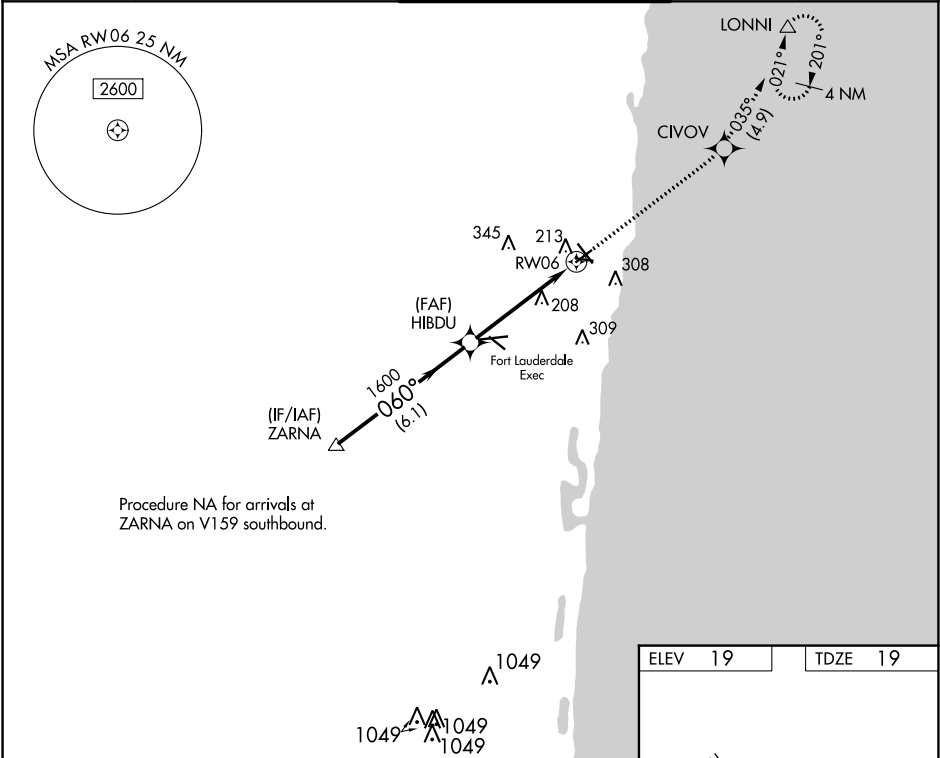 MSA RW06 25 NM
2600
LONNI
021°
201°
4 NM
035°
(4.9)
CIVOV
345
213
RW06
308
208
(FAF)
HIBDU
309
Fort Lauderdale
Exec
1600
060°
(6.1)
(IF/IAF)
ZARNA
Procedure NA for arrivals at
ZARNA on V159 southbound.
1049
1049
1049
1049
ELEV 19
TDZE 19